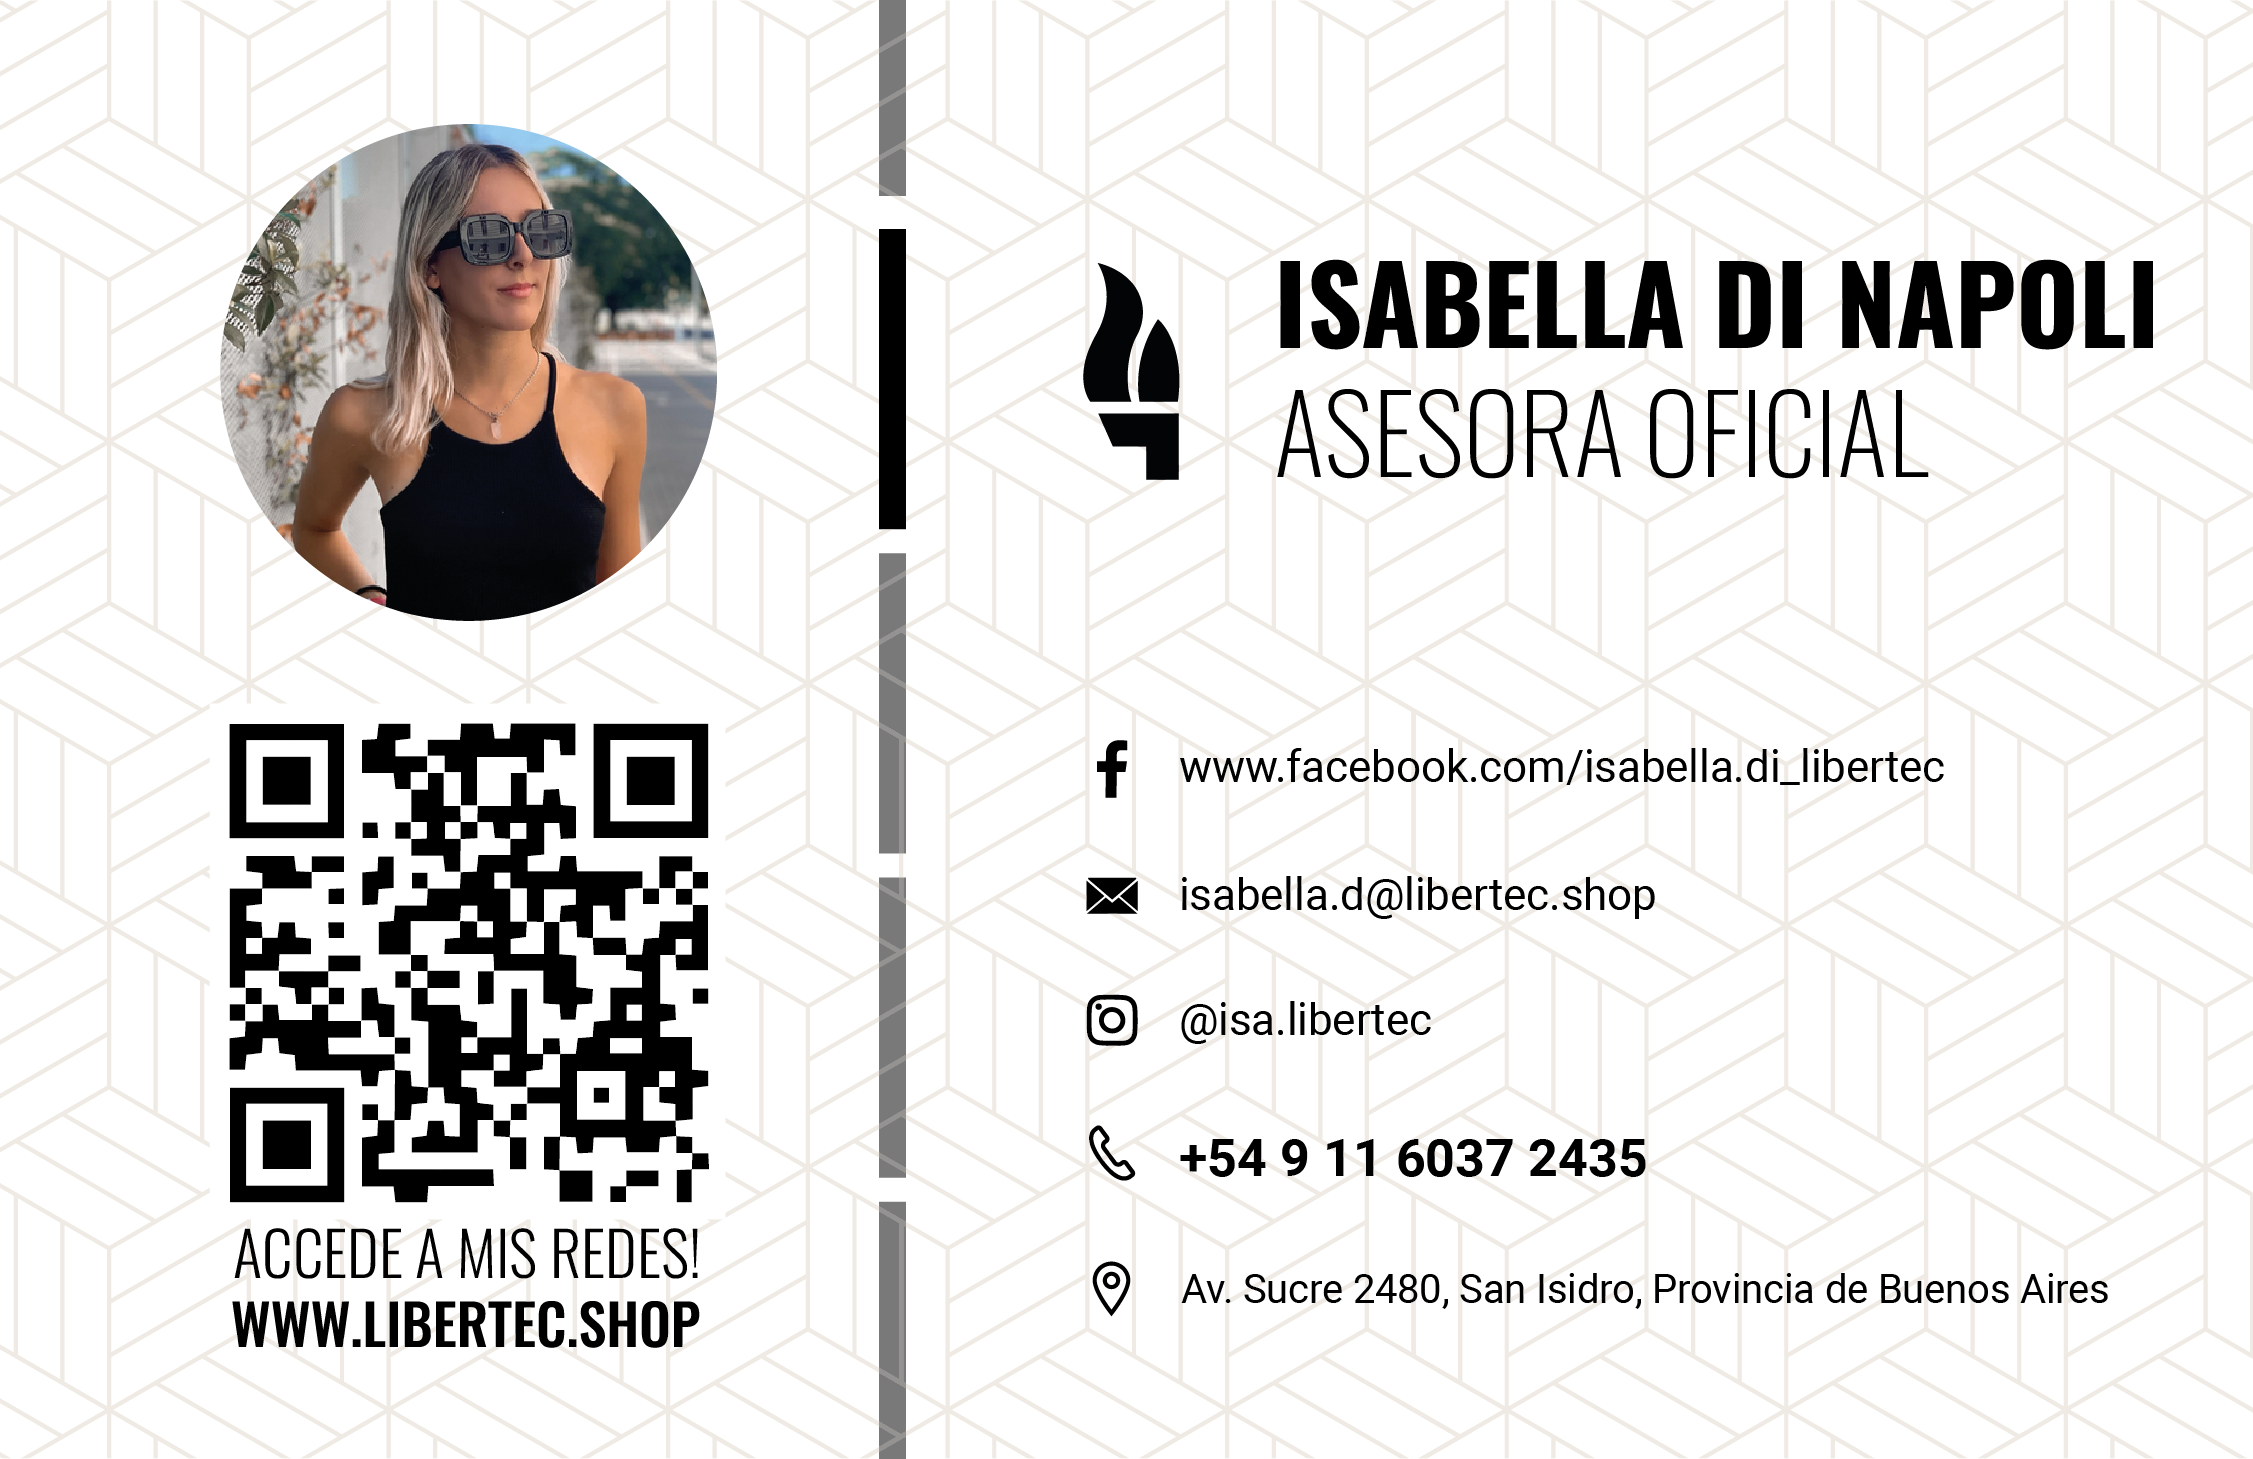 ISABELLA DI NAPOLI
ASESORA OFICIAL
www.facebook.com/isabella.di_libertec
isabella.d@libertec.shop
@isa.libertec
+54 9 11 6037 2435
Av. Sucre 2480, San Isidro, Provincia de Buenos Aires
ACCEDE A MIS REDES!
WWW.LIBERTEC.SHOP